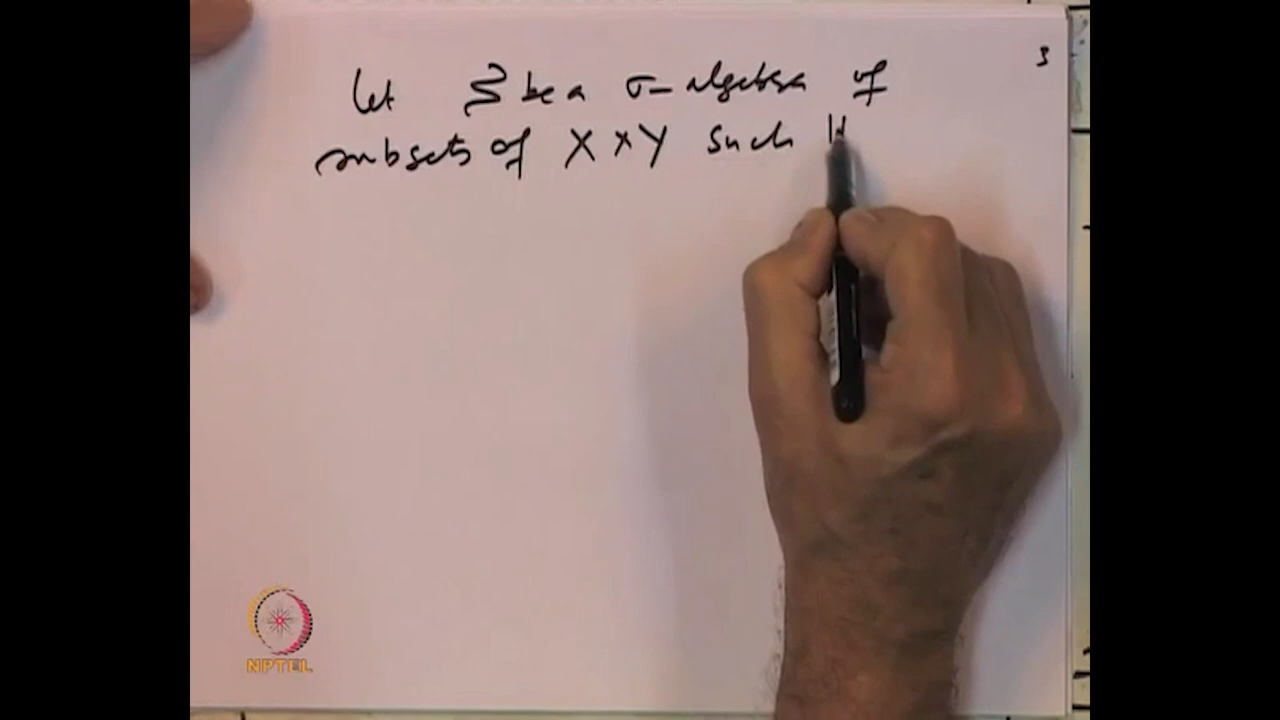 3
Let S be a σ-algebra of
subsets of X × Y such
NPTEL